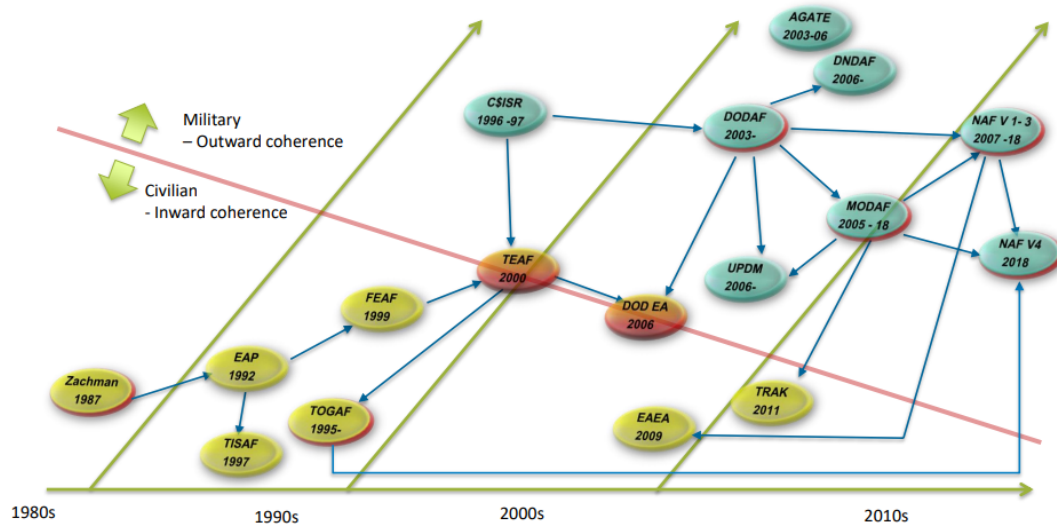 AGATE
2003-06
DNDAF
2006-
C$ISR
1996 -97
DODAF
2003-
NAF V 1- 3
2007 -18
Military
– Outward coherence
Civilian
- Inward coherence
MODAF
2005 - 18
NAF V4
2018
TEAF
2000
UPDM
2006-
FEAF
1999
DOD EA
2006
EAP
1992
Zachman
1987
TRAK
2011
TOGAF
1995-
EAEA
2009
TISAF
1997
1980s
1990s
2000s
2010s